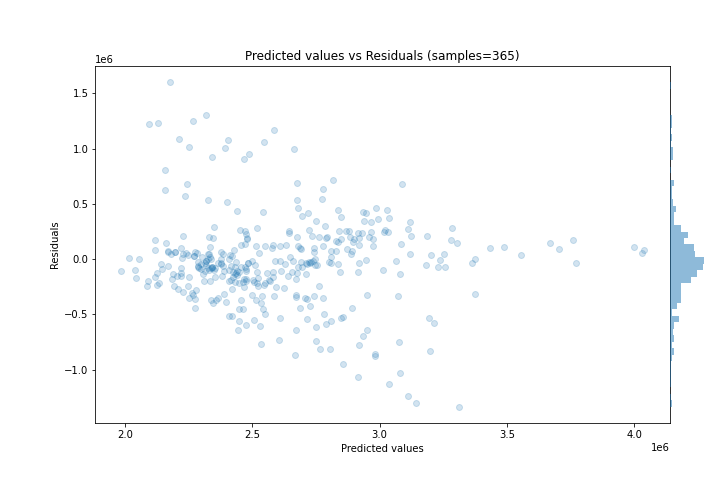 Predicted values vs Residuals (samples=365)
1e6
1.5
1.0
0.5
0.0
−0.5
−1.0
Residuals
2.0 2.5 3.0 3.5 4.0
1e6
Predicted values